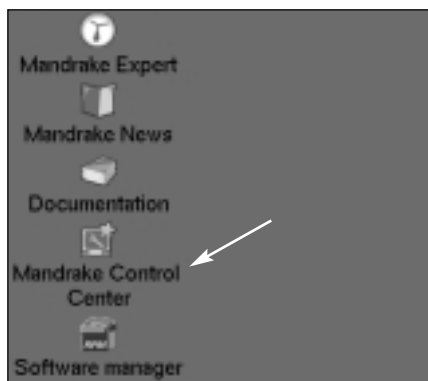 Mandrake Expert
Mandrake News
Documentation
Mandrake Control
Center
Software manager